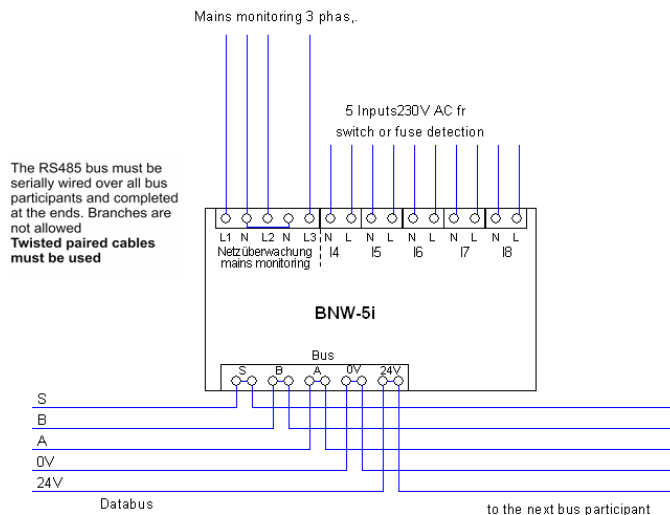 Mains monitoring 3 phas,.
5 Inputs230V AC fr
switch or fuse detection
The RS485 bus must be
serially wired over all bus
participants and completed
at the ends. Branches are
not allowed
Twisted paired cables
must be used
L1 N L2 N L3 N L N L N L N L N L
Netzüberwachung I4 I5 I6 I7 I8
mains monitoring
BNW-5i
Bus
S B A 0V 24V
S
B
A
0V
24V
Databus
to the next bus participant